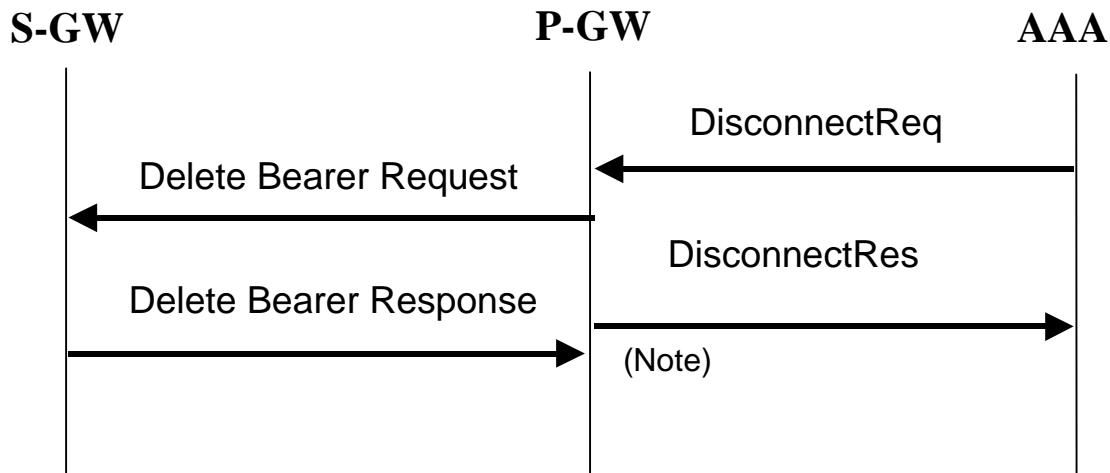 S-GW
P-GW
AAA
DisconnectReq
Delete Bearer Request
DisconnectRes
Delete Bearer Response
(Note)